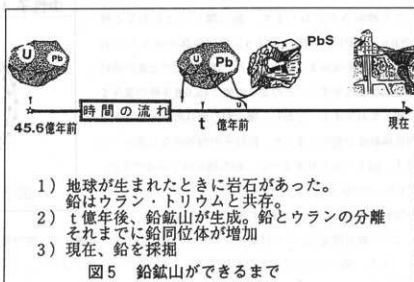 U
Pb
U
Pb
PbS
U
時間の流れ
45.6億年前
t 億年前
現在
1) 地球が生まれたときに岩石があった。
鉛はウラン・トリウムと共存。
2) t億年後、鉛鉱山が生成。鉛とウランの分離
それまでに鉛同位体が増加
3) 現在、鉛を採掘
図5 鉛鉱山ができるまで